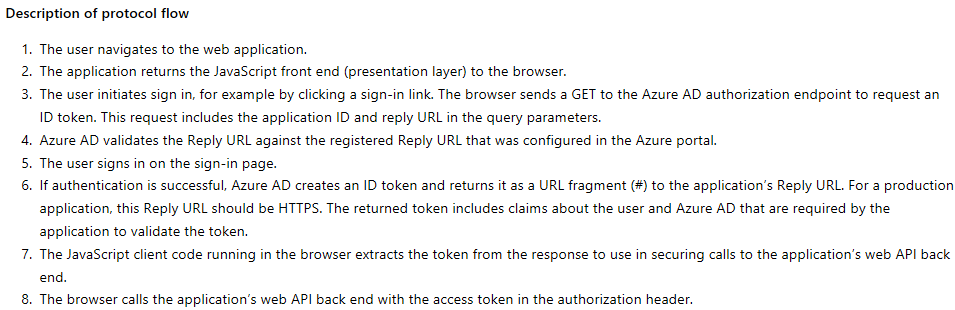 Description of protocol flow
1. The user navigates to the web application.
2. The application returns the JavaScript front end (presentation layer) to the browser.
3. The user initiates sign in, for example by clicking a sign-in link. The browser sends a GET to the Azure AD authorization endpoint to request an
ID token. This request includes the application ID and reply URL in the query parameters.
4. Azure AD validates the Reply URL against the registered Reply URL that was configured in the Azure portal.
5. The user signs in on the sign-in page.
6. If authentication is successful, Azure AD creates an ID token and returns it as a URL fragment (#) to the application's Reply URL. For a production
application, this Reply URL should be HTTPS. The returned token includes claims about the user and Azure AD that are required by the
application to validate the token.
7. The JavaScript client code running in the browser extracts the token from the response to use in securing calls to the application's web API back
end.
8. The browser calls the application's web API back end with the access token in the authorization header.